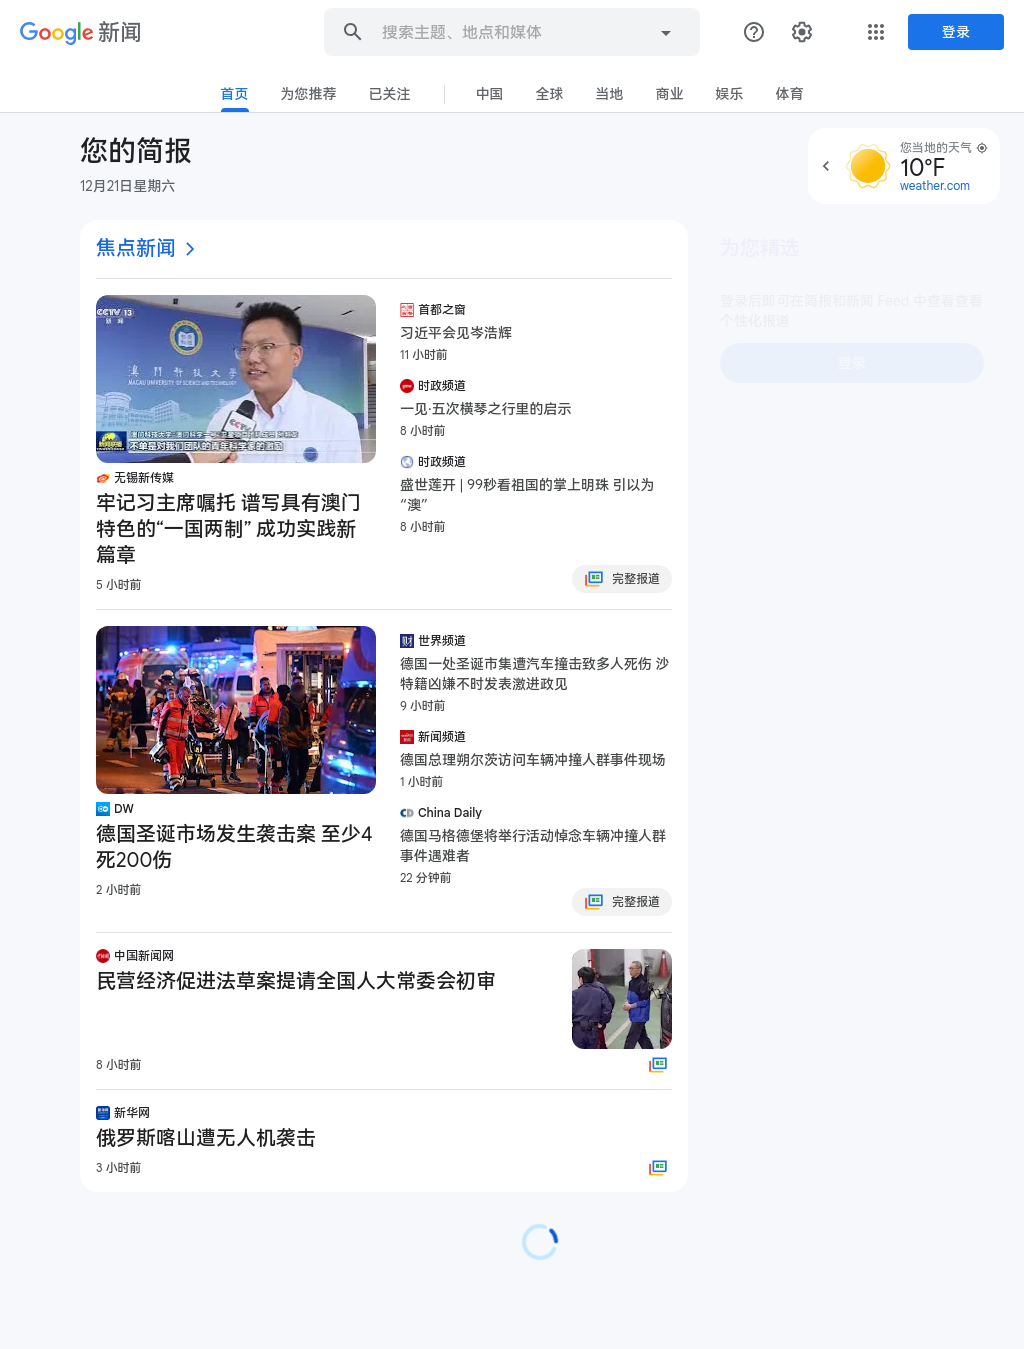 Google 新闻
搜索主题、地点和媒体
登录
首页
为您推荐
已关注
中国
全球
当地
商业
娱乐
体育
您的简报
12月21日星期六
您当地的天气
10°F
weather.com
焦点新闻
为您精选
登录后即可在简报和新闻 Feed 中查看查看
个性化报道
登录
CCTV 13
新闻
澳門科技大學
MACAU UNIVERSITY OF SCIENCE AND TECHNOLOGY
不单是对我们团队的青年科学家的激励
无锡新传媒
牢记习主席嘱托 谱写具有澳门
特色的“一国两制” 成功实践新
篇章
5 小时前
首都之窗
习近平会见岑浩辉
11 小时前
时政频道
一见·五次横琴之行里的启示
8 小时前
时政频道
盛世莲开 | 99秒看祖国的掌上明珠 引以为
“澳”
8 小时前
完整报道
DW
德国圣诞市场发生袭击案 至少4
死200伤
2 小时前
世界频道
德国一处圣诞市集遭汽车撞击致多人死伤 沙
特籍凶嫌不时发表激进政见
9 小时前
新闻频道
德国总理朔尔茨访问车辆冲撞人群事件现场
1 小时前
China Daily
德国马格德堡将举行活动悼念车辆冲撞人群
事件遇难者
22 分钟前
完整报道
中国新闻网
民营经济促进法草案提请全国人大常委会初审
8 小时前
新华网
俄罗斯喀山遭无人机袭击
3 小时前